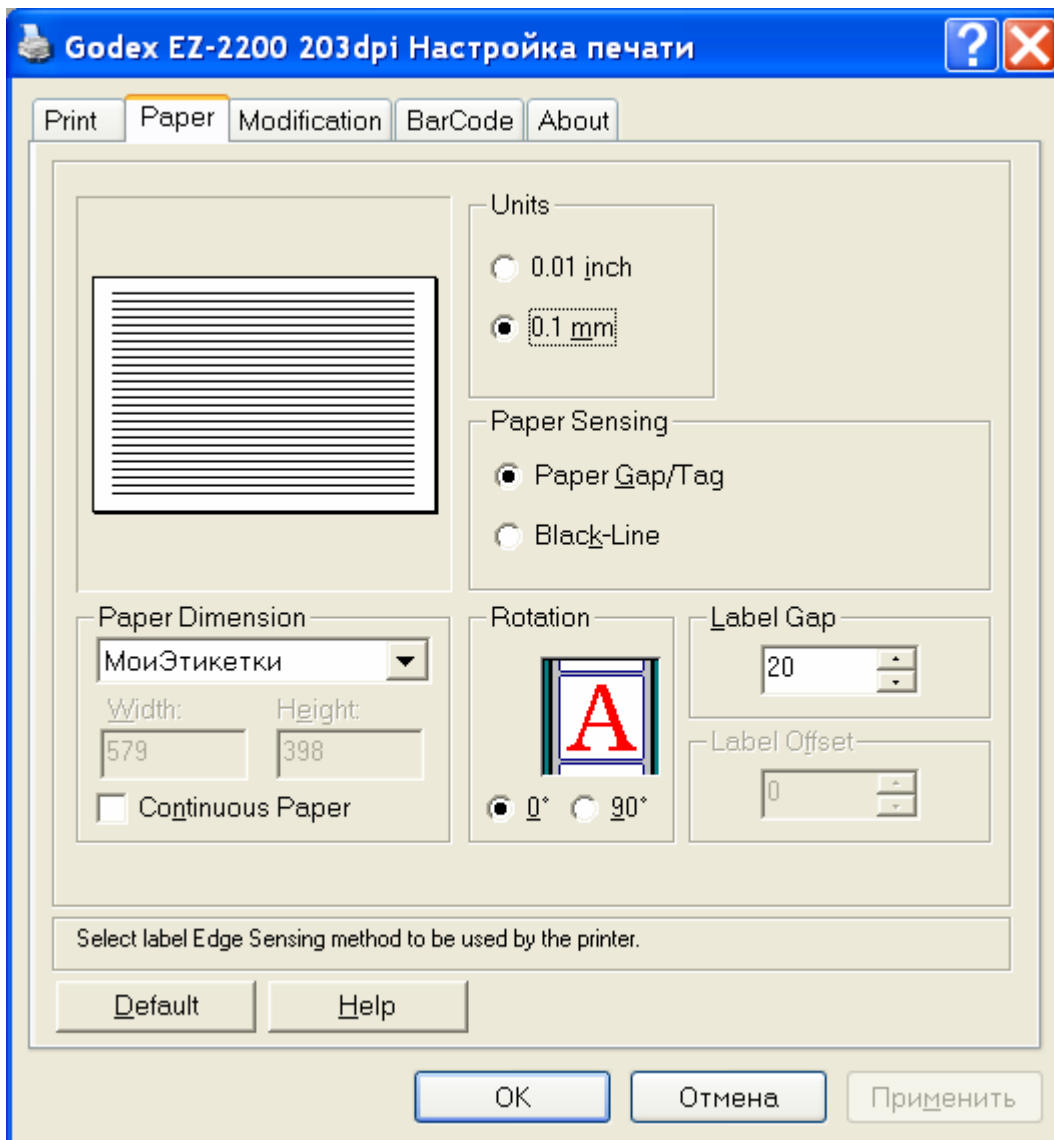 Godex EZ-2200 203dpi Настройка печати
Print Paper Modification BarCode About
Units
0.01 inch
0.1 mm
Paper Sensing
Paper Gap/Tag
Black-Line
Paper Dimension
МоиЭтикетки
Width: Height:
579 398
Continuous Paper
Rotation
A
0° 90°
Label Gap
20
Label Offset
0
Select label Edge Sensing method to be used by the printer.
Default Help
OK Отмена Применить